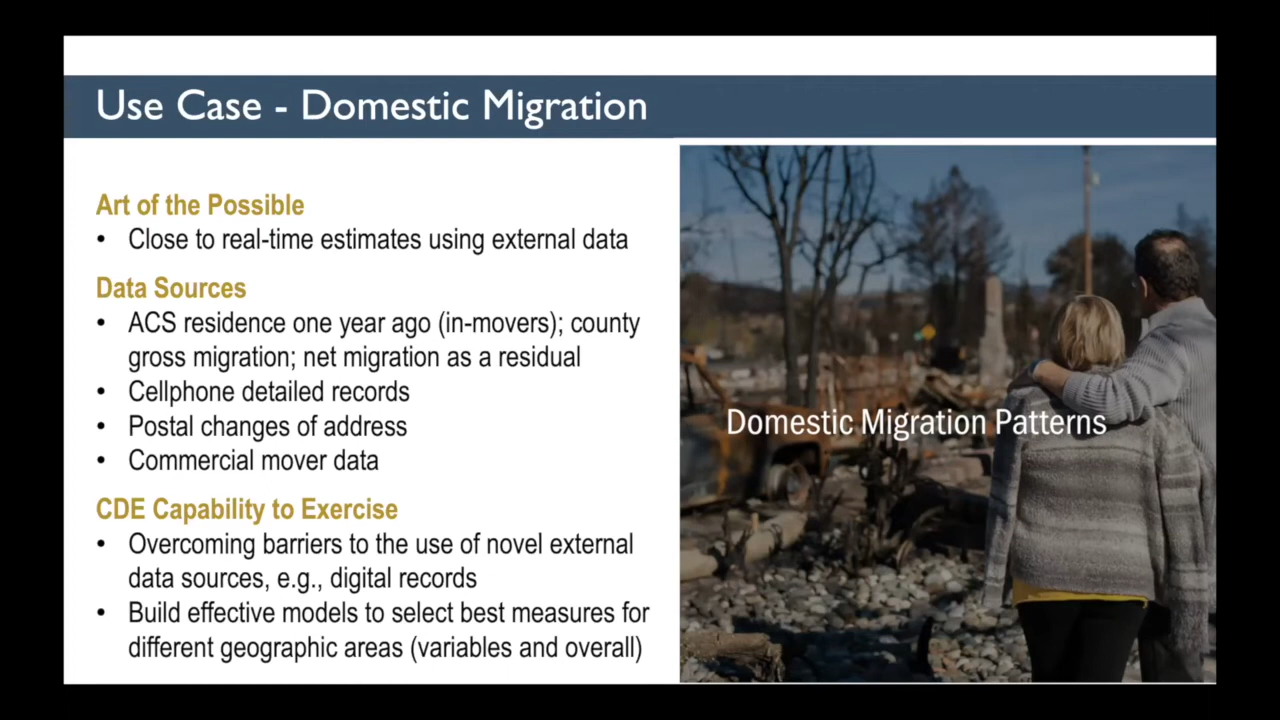 Use Case - Domestic Migration
Art of the Possible
• Close to real-time estimates using external data
Data Sources
• ACS residence one year ago (in-movers); county
gross migration; net migration as a residual
• Cellphone detailed records
• Postal changes of address
• Commercial mover data
CDE Capability to Exercise
• Overcoming barriers to the use of novel external
data sources, e.g., digital records
• Build effective models to select best measures for
different geographic areas (variables and overall)
Domestic Migration Patterns